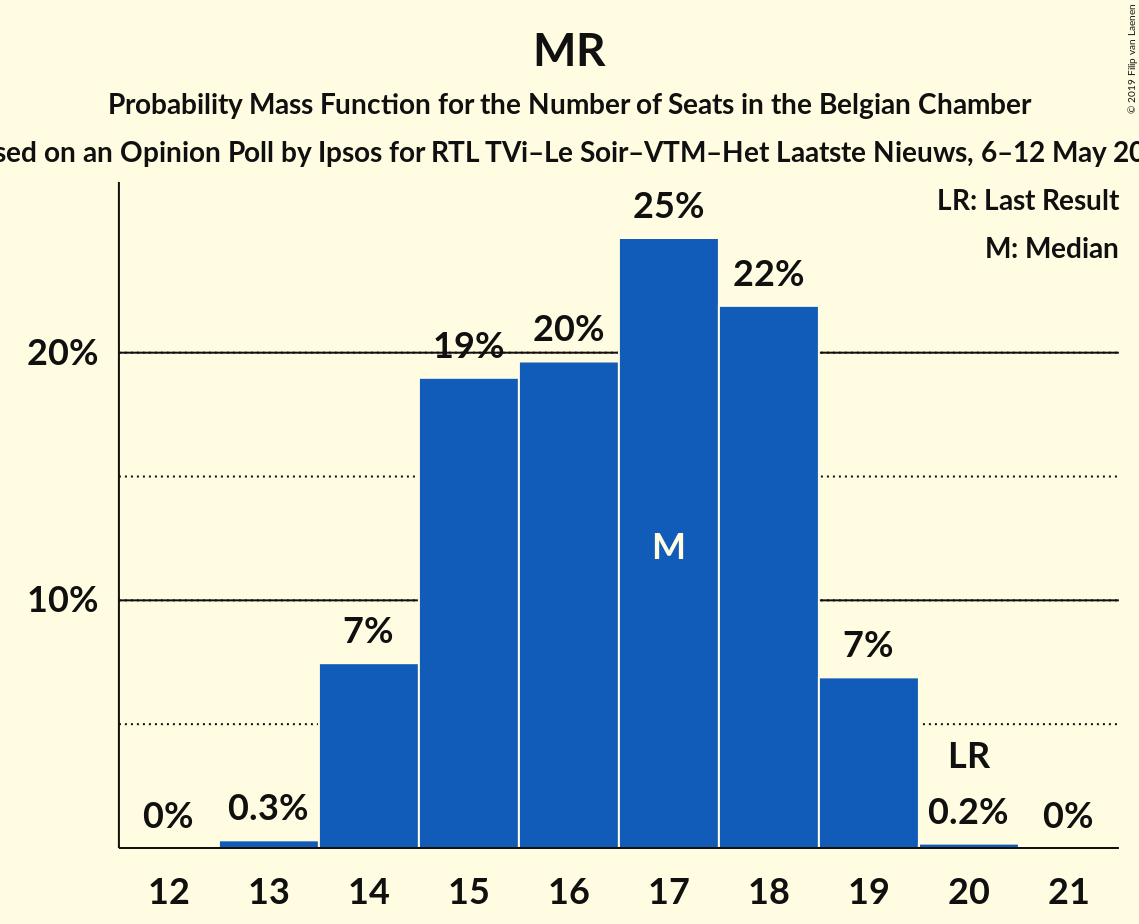 MR
Probability Mass Function for the Number of Seats in the Belgian Chamber
sed on an Opinion Poll by Ipsos for RTL TVi–Le Soir–VTM–Het Laatste Nieuws, 6–12 May 20
© 2019 Filip van Laenen
LR: Last Result
M: Median
25%
22%
20%
19%
20%
M
10%
7%
7%
LR
0%
0.3%
0.2%
0%
12 13 14 15 16 17 18 19 20 21